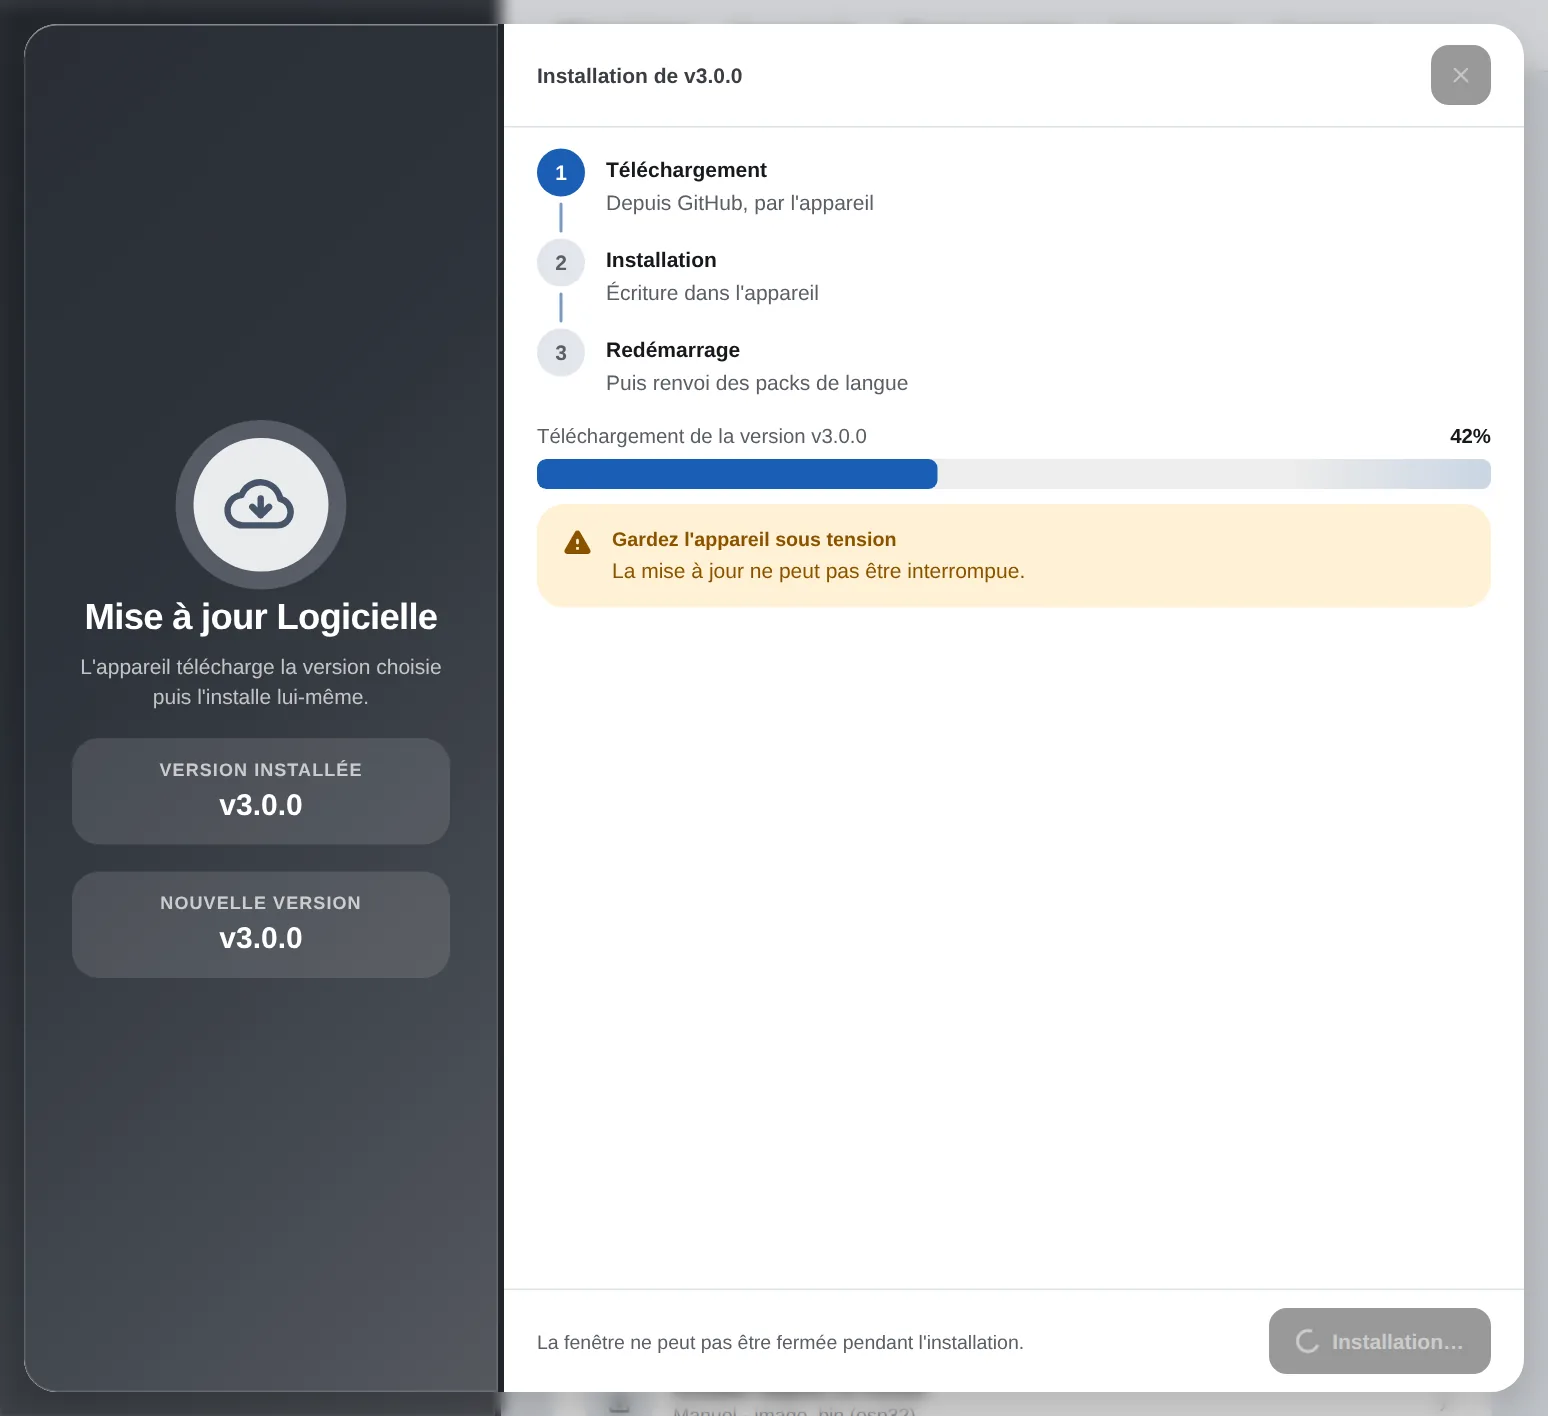 Mise à jour Logicielle
L'appareil télécharge la version choisie
puis l'installe lui-même.
VERSION INSTALLÉE
v3.0.0
NOUVELLE VERSION
v3.0.0
Installation de v3.0.0
1
Téléchargement
Depuis GitHub, par l'appareil
2
Installation
Écriture dans l'appareil
3
Redémarrage
Puis renvoi des packs de langue
Téléchargement de la version v3.0.0
42%
Gardez l'appareil sous tension
La mise à jour ne peut pas être interrompue.
La fenêtre ne peut pas être fermée pendant l'installation.
Installation...
Manuel - image .bin (esp32)